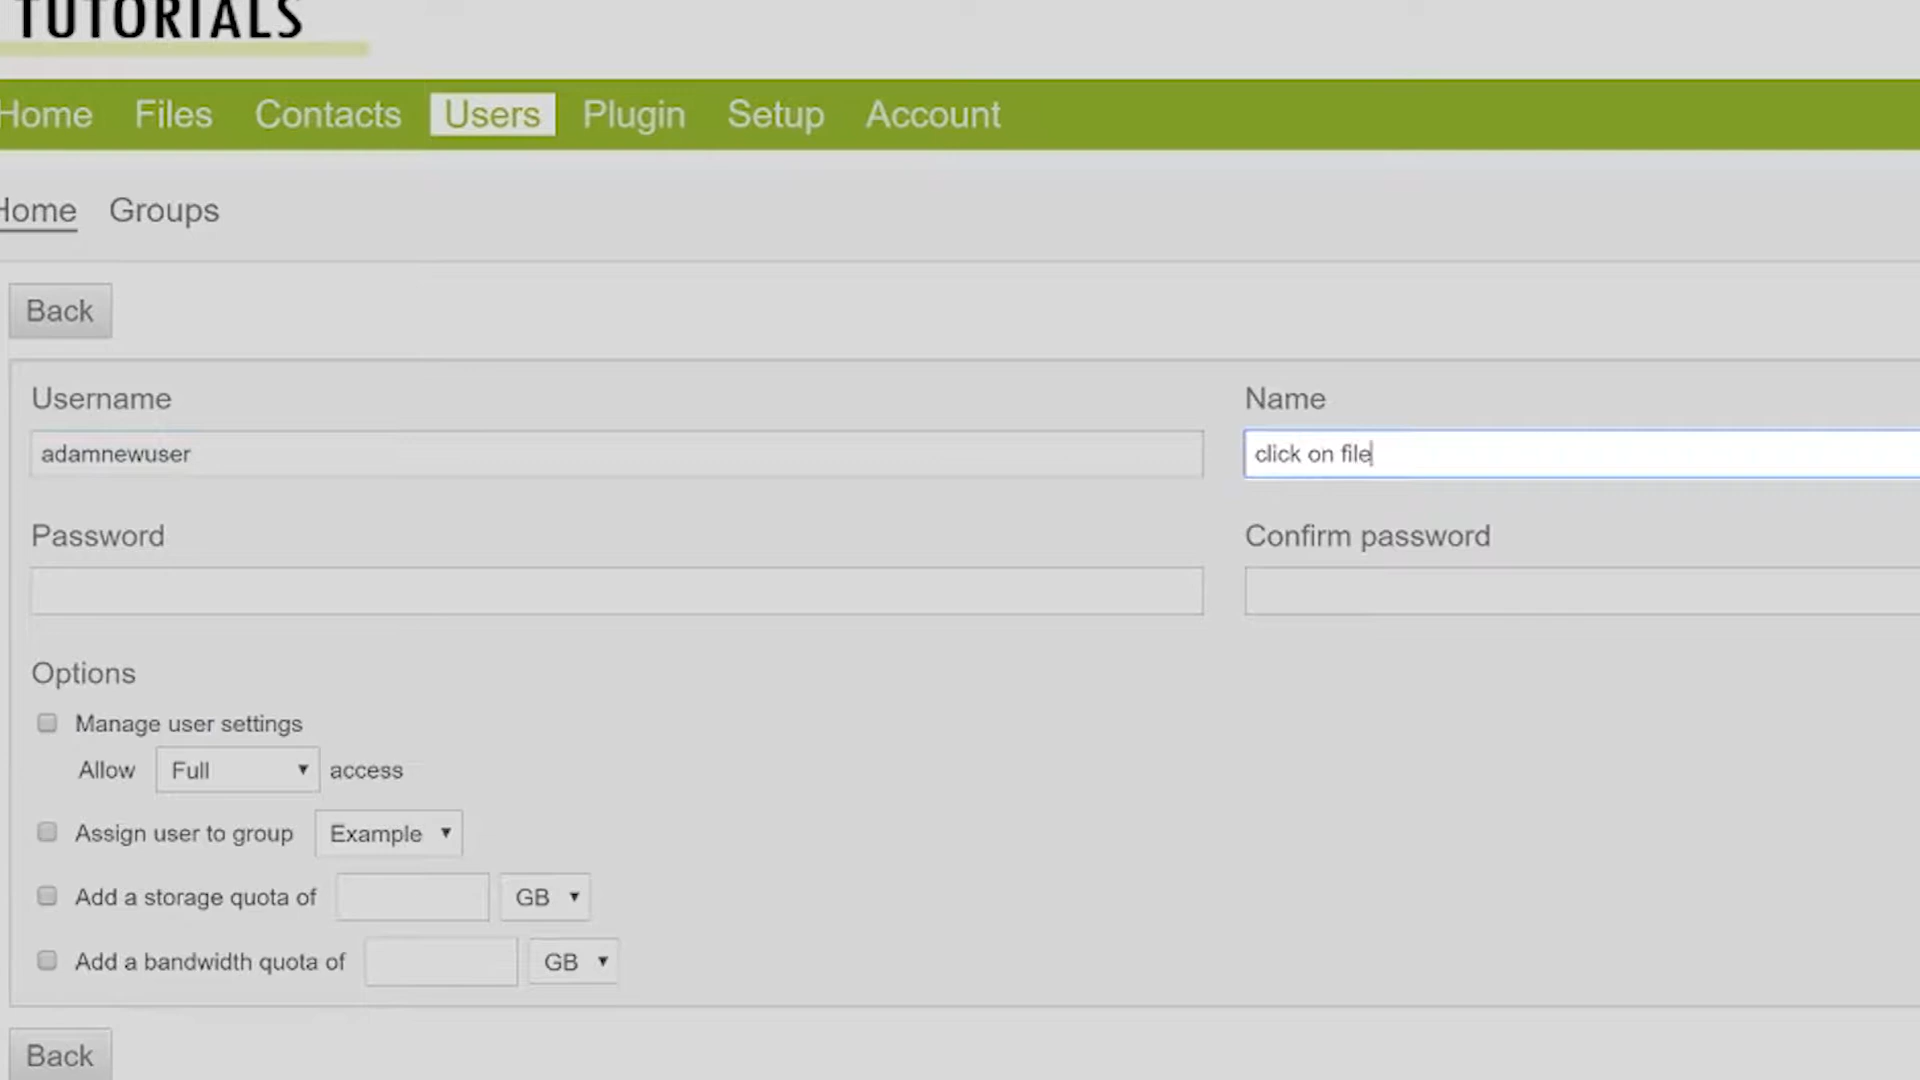 TUTORIALS
Home Files Contacts Users Plugin Setup Account
Home Groups
Back
Username Name
adamnewuser click on file
Password Confirm password
Options
Manage user settings
Allow Full access
Assign user to group Example
Add a storage quota of GB
Add a bandwidth quota of GB
Back